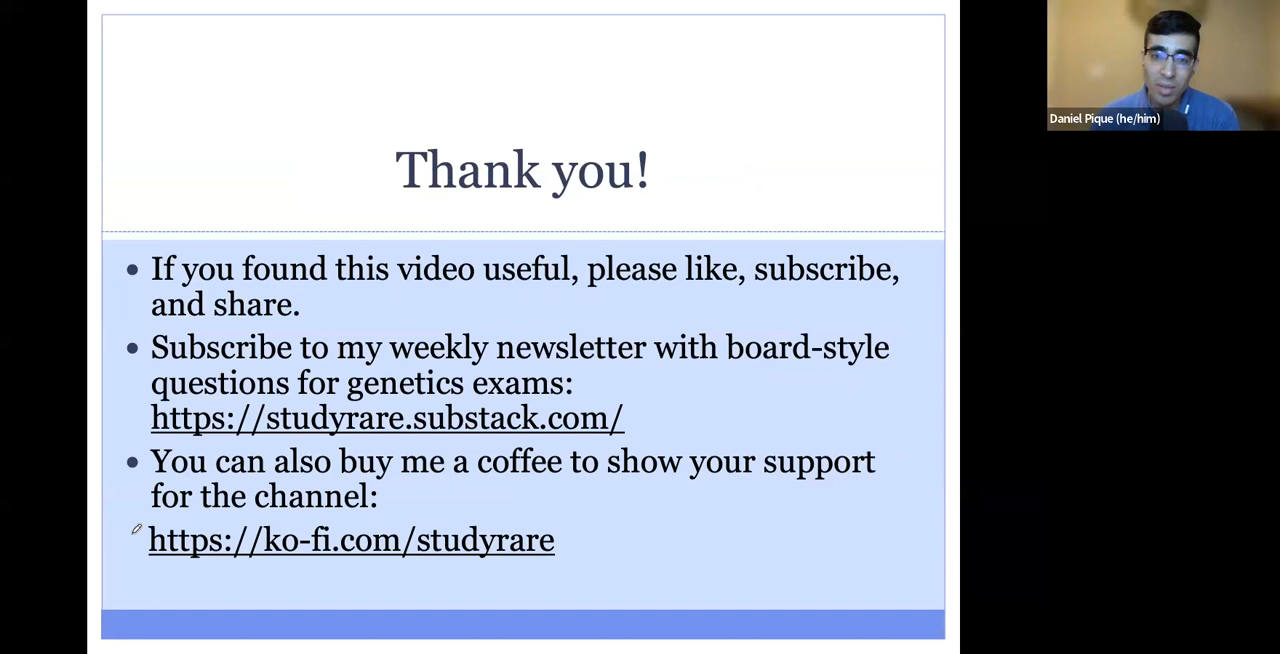 Thank you!
If you found this video useful, please like, subscribe,
and share.
Subscribe to my weekly newsletter with board-style
questions for genetics exams:
https://studyrare.substack.com/
You can also buy me a coffee to show your support
for the channel:
https://ko-fi.com/studyrare
Daniel Pique (he/him)